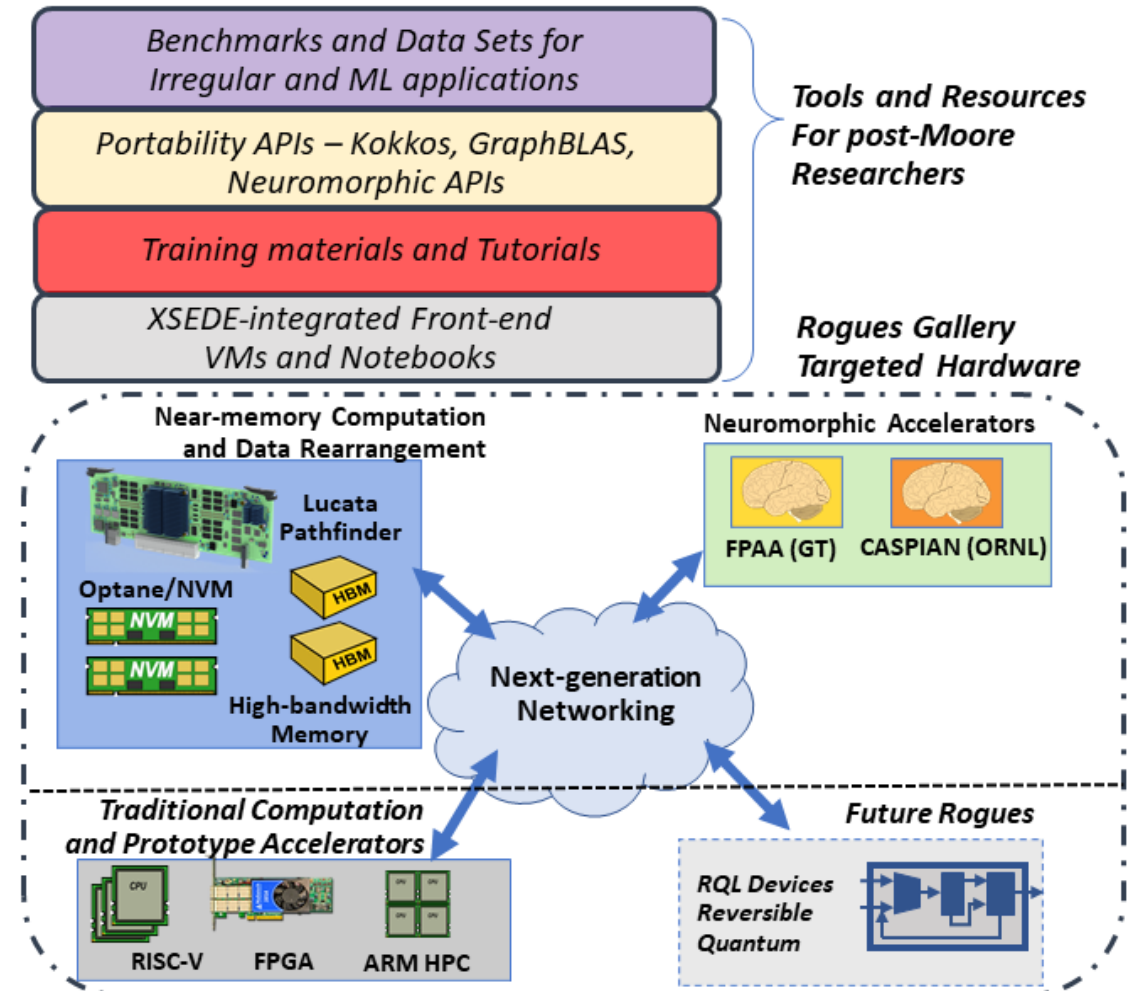 Benchmarks and Data Sets for
Irregular and ML applications
Portability APIs – Kokkos, GraphBLAS,
Neuromorphic APIs
Training materials and Tutorials
XSEDE-integrated Front-end
VMs and Notebooks
Tools and Resources
For post-Moore
Researchers
Rogues Gallery
Targeted Hardware
Near-memory Computation
and Data Rearrangement
Lucata
Pathfinder
Optane/NVM
HBM
NVM
HBM
NVM
High-bandwidth
Memory
Neuromorphic Accelerators
FPAA (GT)
CASPIAN (ORNL)
Next-generation
Networking
Traditional Computation
and Prototype Accelerators
CPU
CPU
CPU
CPU
CPU
RISC-V
FPGA
ARM HPC
Future Rogues
RQL Devices
Reversible
Quantum